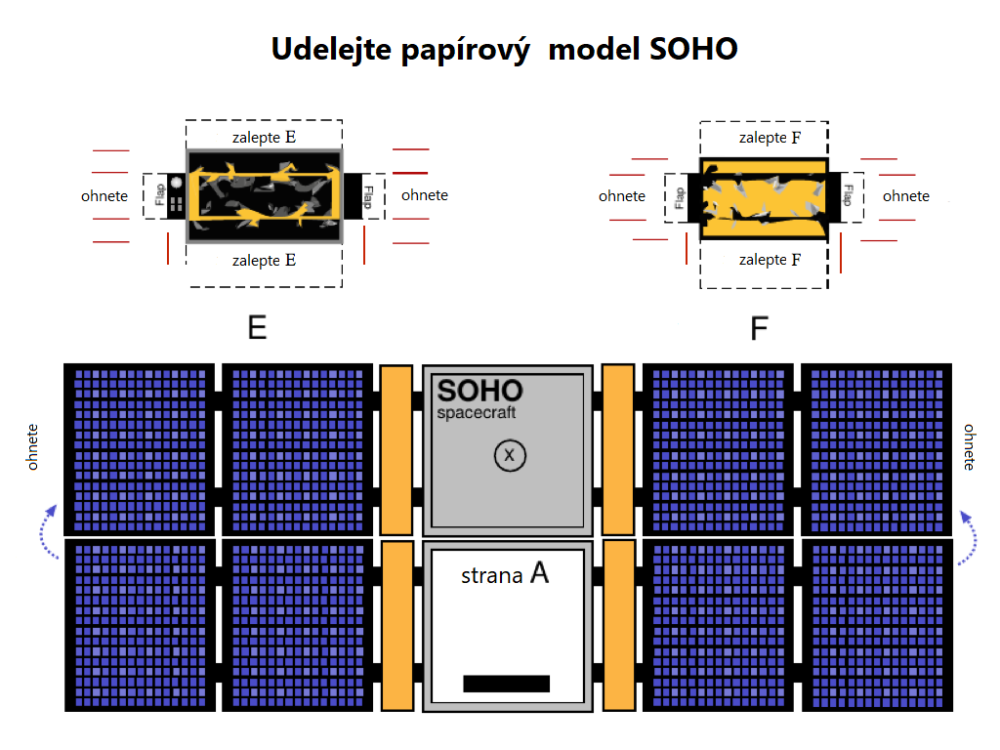 Udelejte papírový model SOHO
zalepte E
zalepte F
ohnete
Flap
Flap
ohnete
ohnete
Flap
Flap
ohnete
zalepte E
zalepte F
E
F
SOHO
spacecraft
X
ohnete
ohnete
strana A